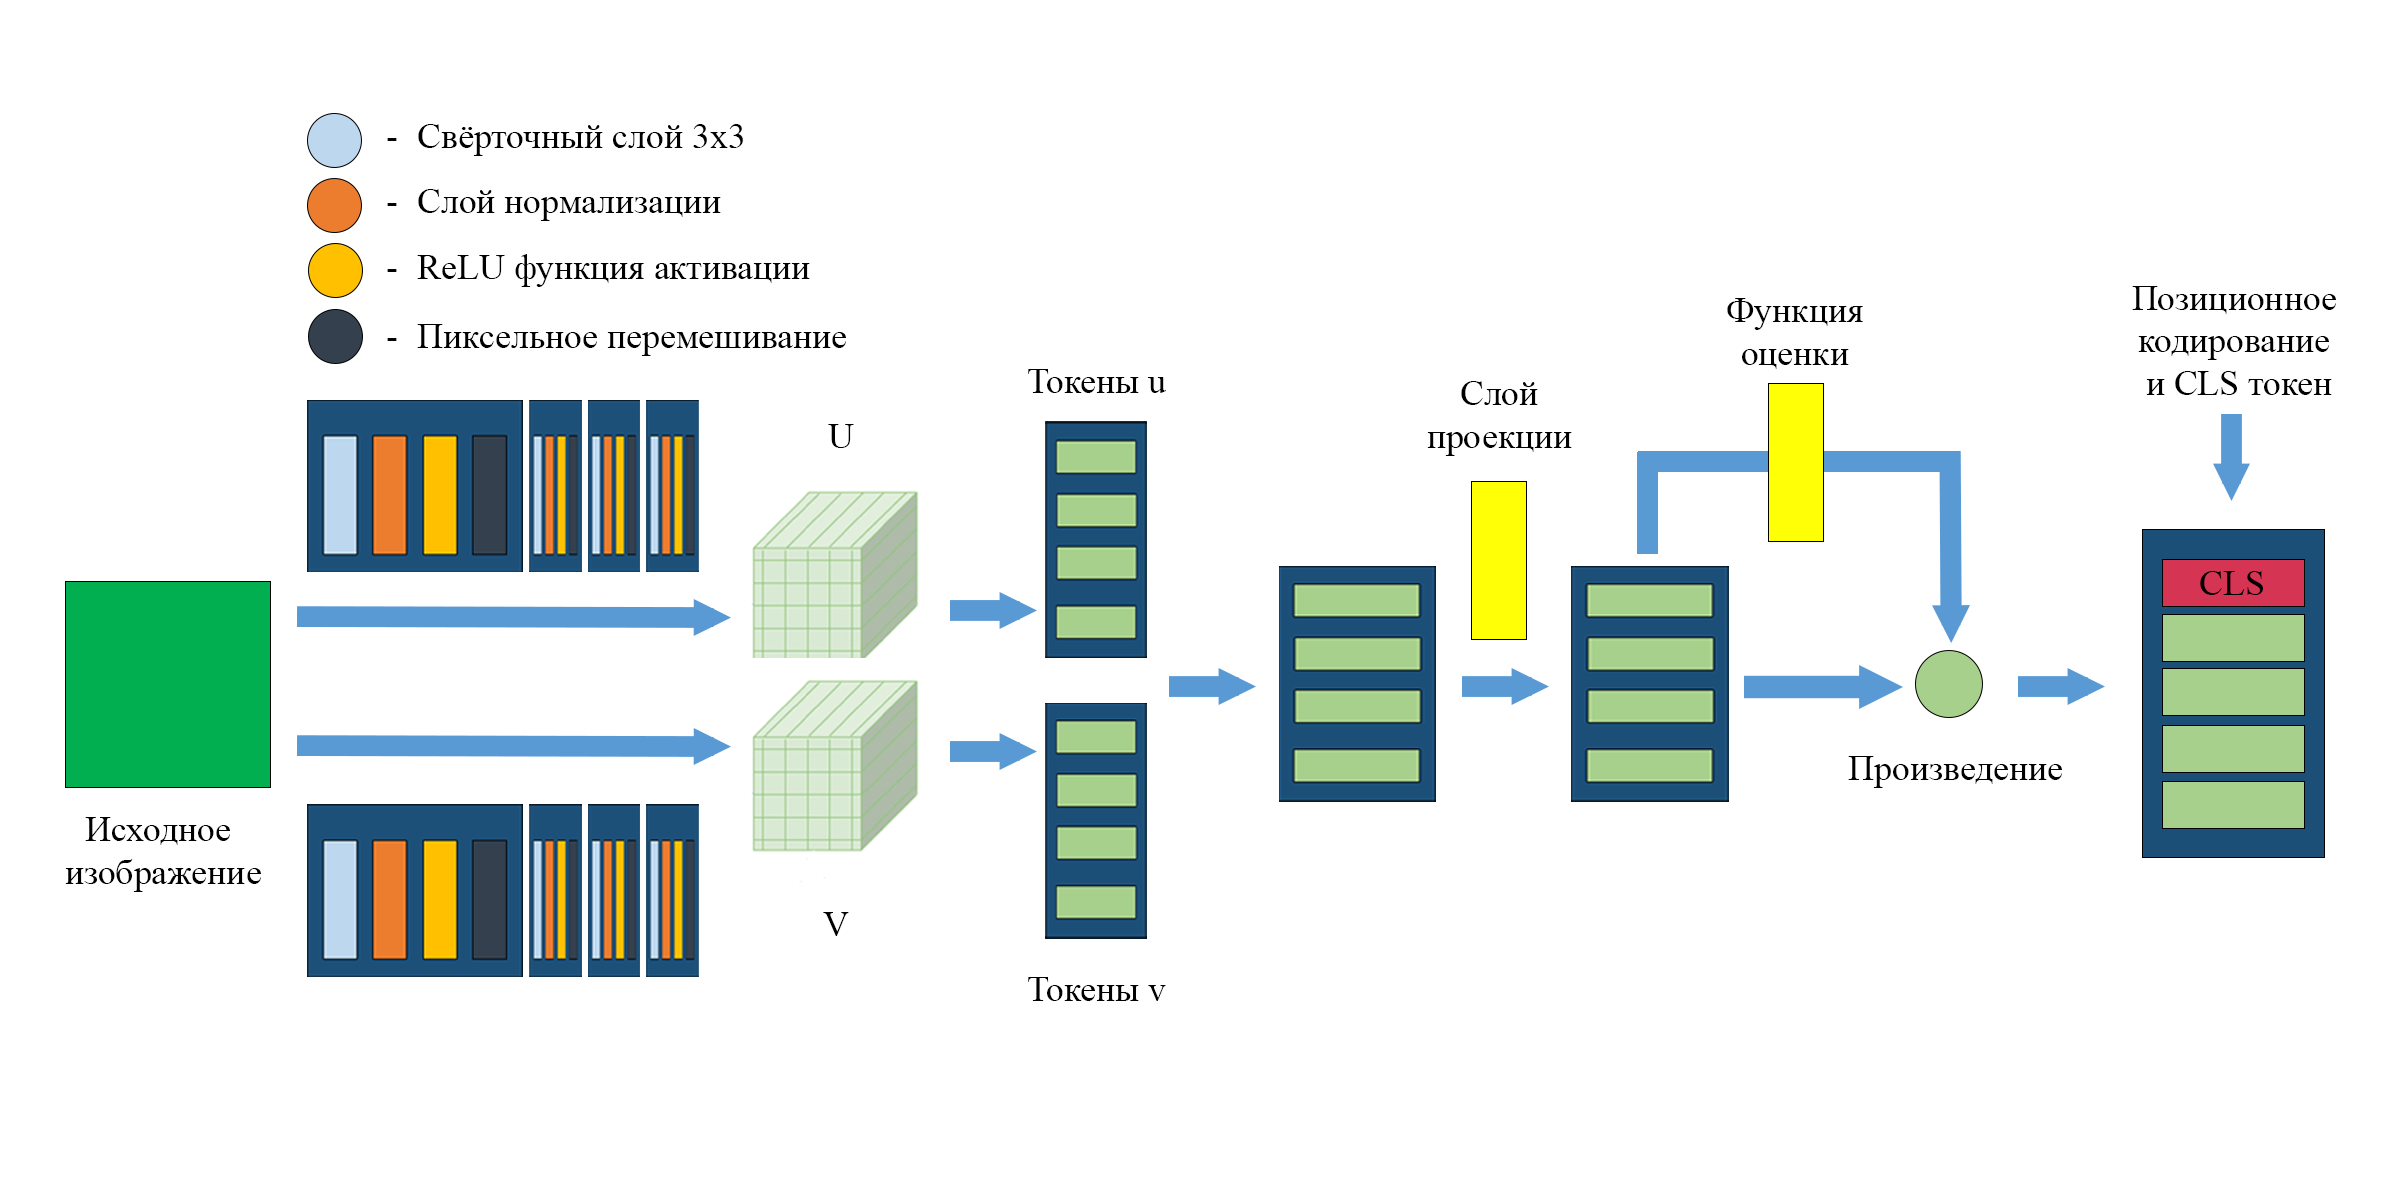 - Свёрточный слой 3x3
- Слой нормализации
- ReLU функция активации
- Пиксельное перемешивание
Исходное
изображение
U
V
Токены u
Токены v
Слой
проекции
Функция
оценки
Произведение
Позиционное
кодирование
и CLS токен
CLS